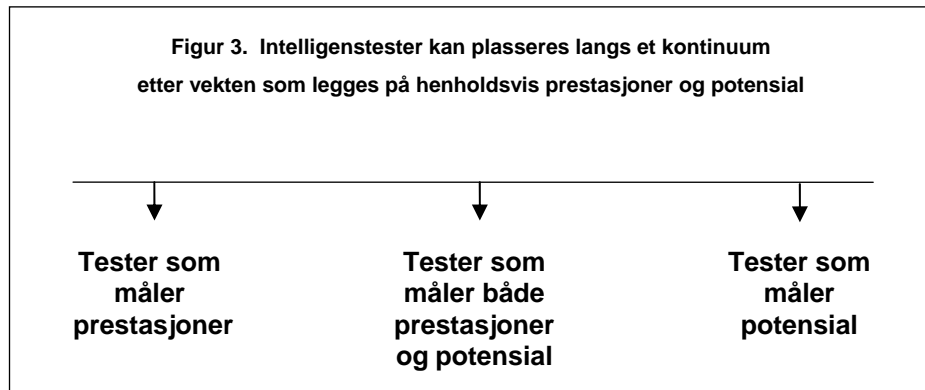 Figur 3. Intelligenstester kan plasseres langs et kontinuum
etter vekten som legges på henholdsvis prestasjoner og potensial
Tester som
måler
prestasjoner
Tester som
måler både
prestasjoner
og potensial
Tester som
måler
potensial